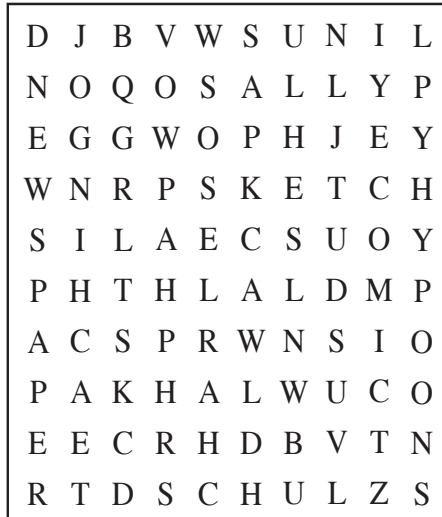 D J B V W S U N I L
N O Q O S A L L Y P
E G G W O P H J E Y
W N R P S K E T C H
S I L A E C S U O Y
P H T H L A L D M P
A C S P R W N S I O
P A K H A L W U C O
E E C R H D B V T N
R T D S C H U L Z S